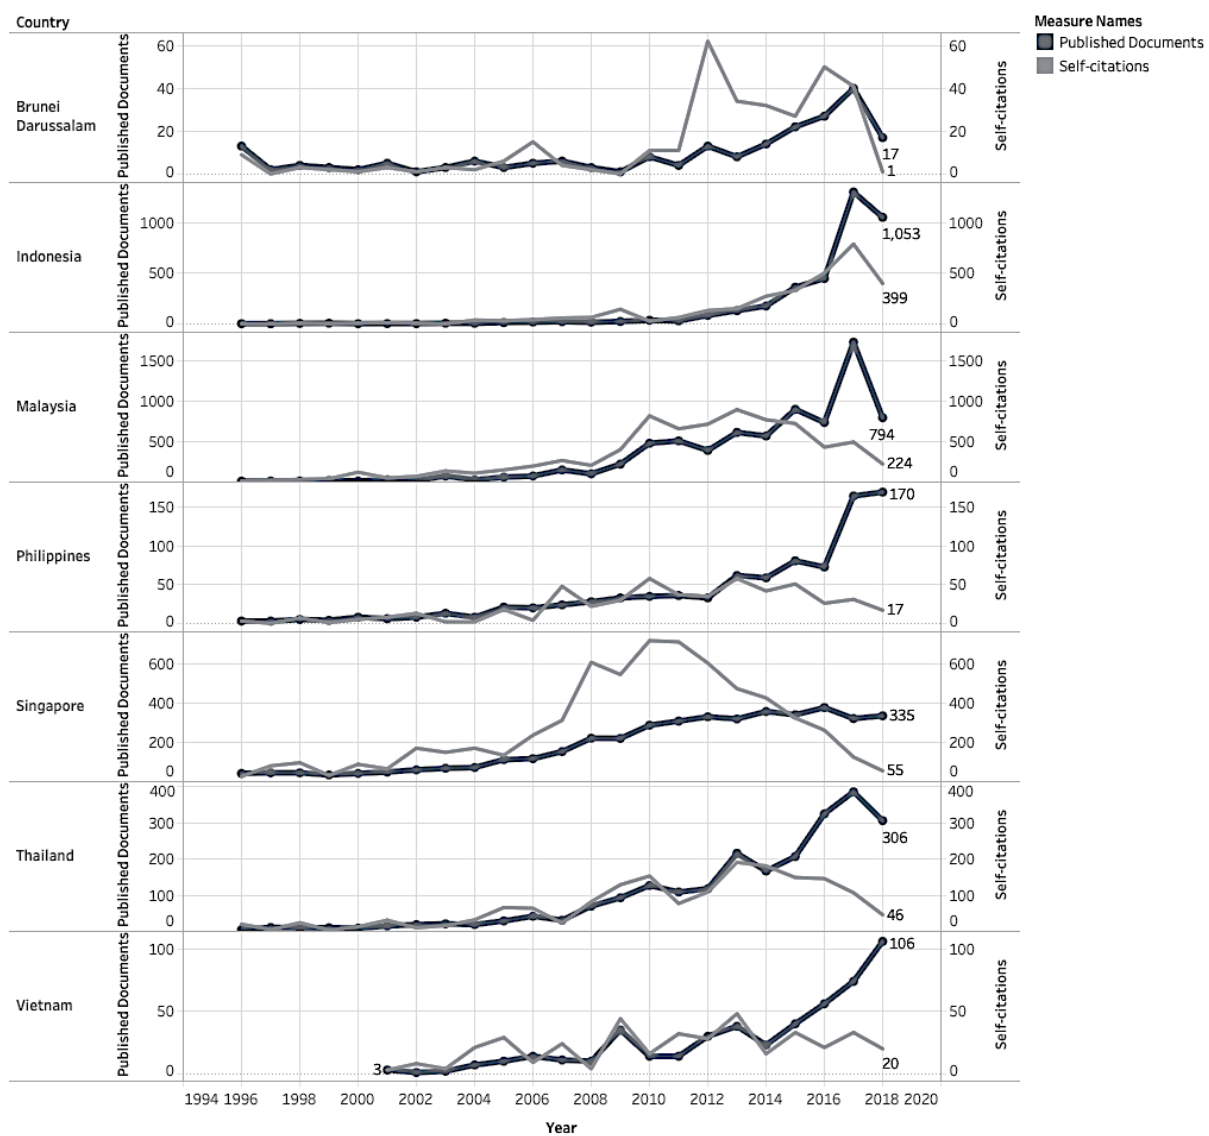 Country
Measure Names
Published Documents
Self-citations
Brunei
Darussalam
Published Documents
60
40
20
0
17
1
60
40
20
0
Self-citations
Indonesia
Published Documents
1000
500
0
1,053
399
1000
500
0
Self-citations
Malaysia
Published Documents
1500
1000
500
0
794
224
1500
1000
500
0
Self-citations
Philippines
Published Documents
150
100
50
0
170
17
150
100
50
0
Self-citations
Singapore
Published Documents
600
400
200
0
335
55
600
400
200
0
Self-citations
Thailand
Published Documents
400
300
200
100
0
306
46
400
300
200
100
0
Self-citations
Vietnam
Published Documents
100
50
0
3
106
20
100
50
0
Self-citations
1994 1996 1998 2000 2002 2004 2006 2008 2010 2012 2014 2016 2018 2020
Year